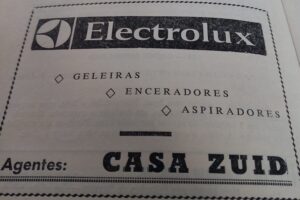 Electrolux
GELEIRAS
ENCERADORES
ASPIRADORES
Agentes: CASA ZUID